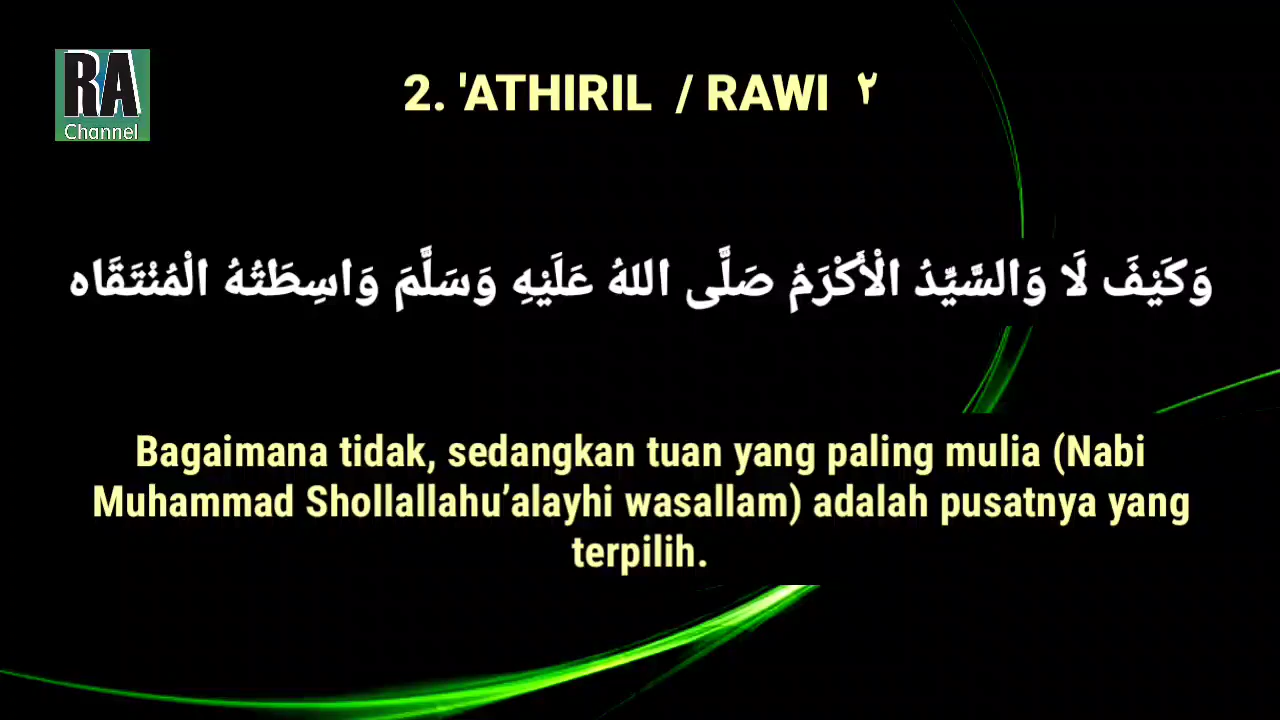 RA
Channel
2. 'ATHIRIL / RAWI ٢
وَكَيْفَ لَا وَالسَّيِّدُ الْأَكْرَمُ صَلَّى اللهُ عَلَيْهِ وَسَلَّمَ وَاسِطَتُهُ الْمُنْتَقَاه
Bagaimana tidak, sedangkan tuan yang paling mulia (Nabi
Muhammad Shollallahu’alayhi wasallam) adalah pusatnya yang
terpilih.